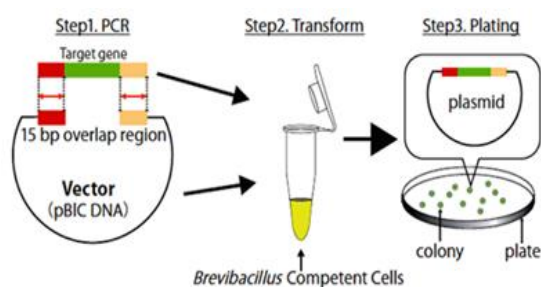 Step1. PCR
Step2. Transform
Step3. Plating
Target gene
15 bp overlap region
Vector
(pBIC DNA)
plasmid
colony
plate
Brevibacillus Competent Cells